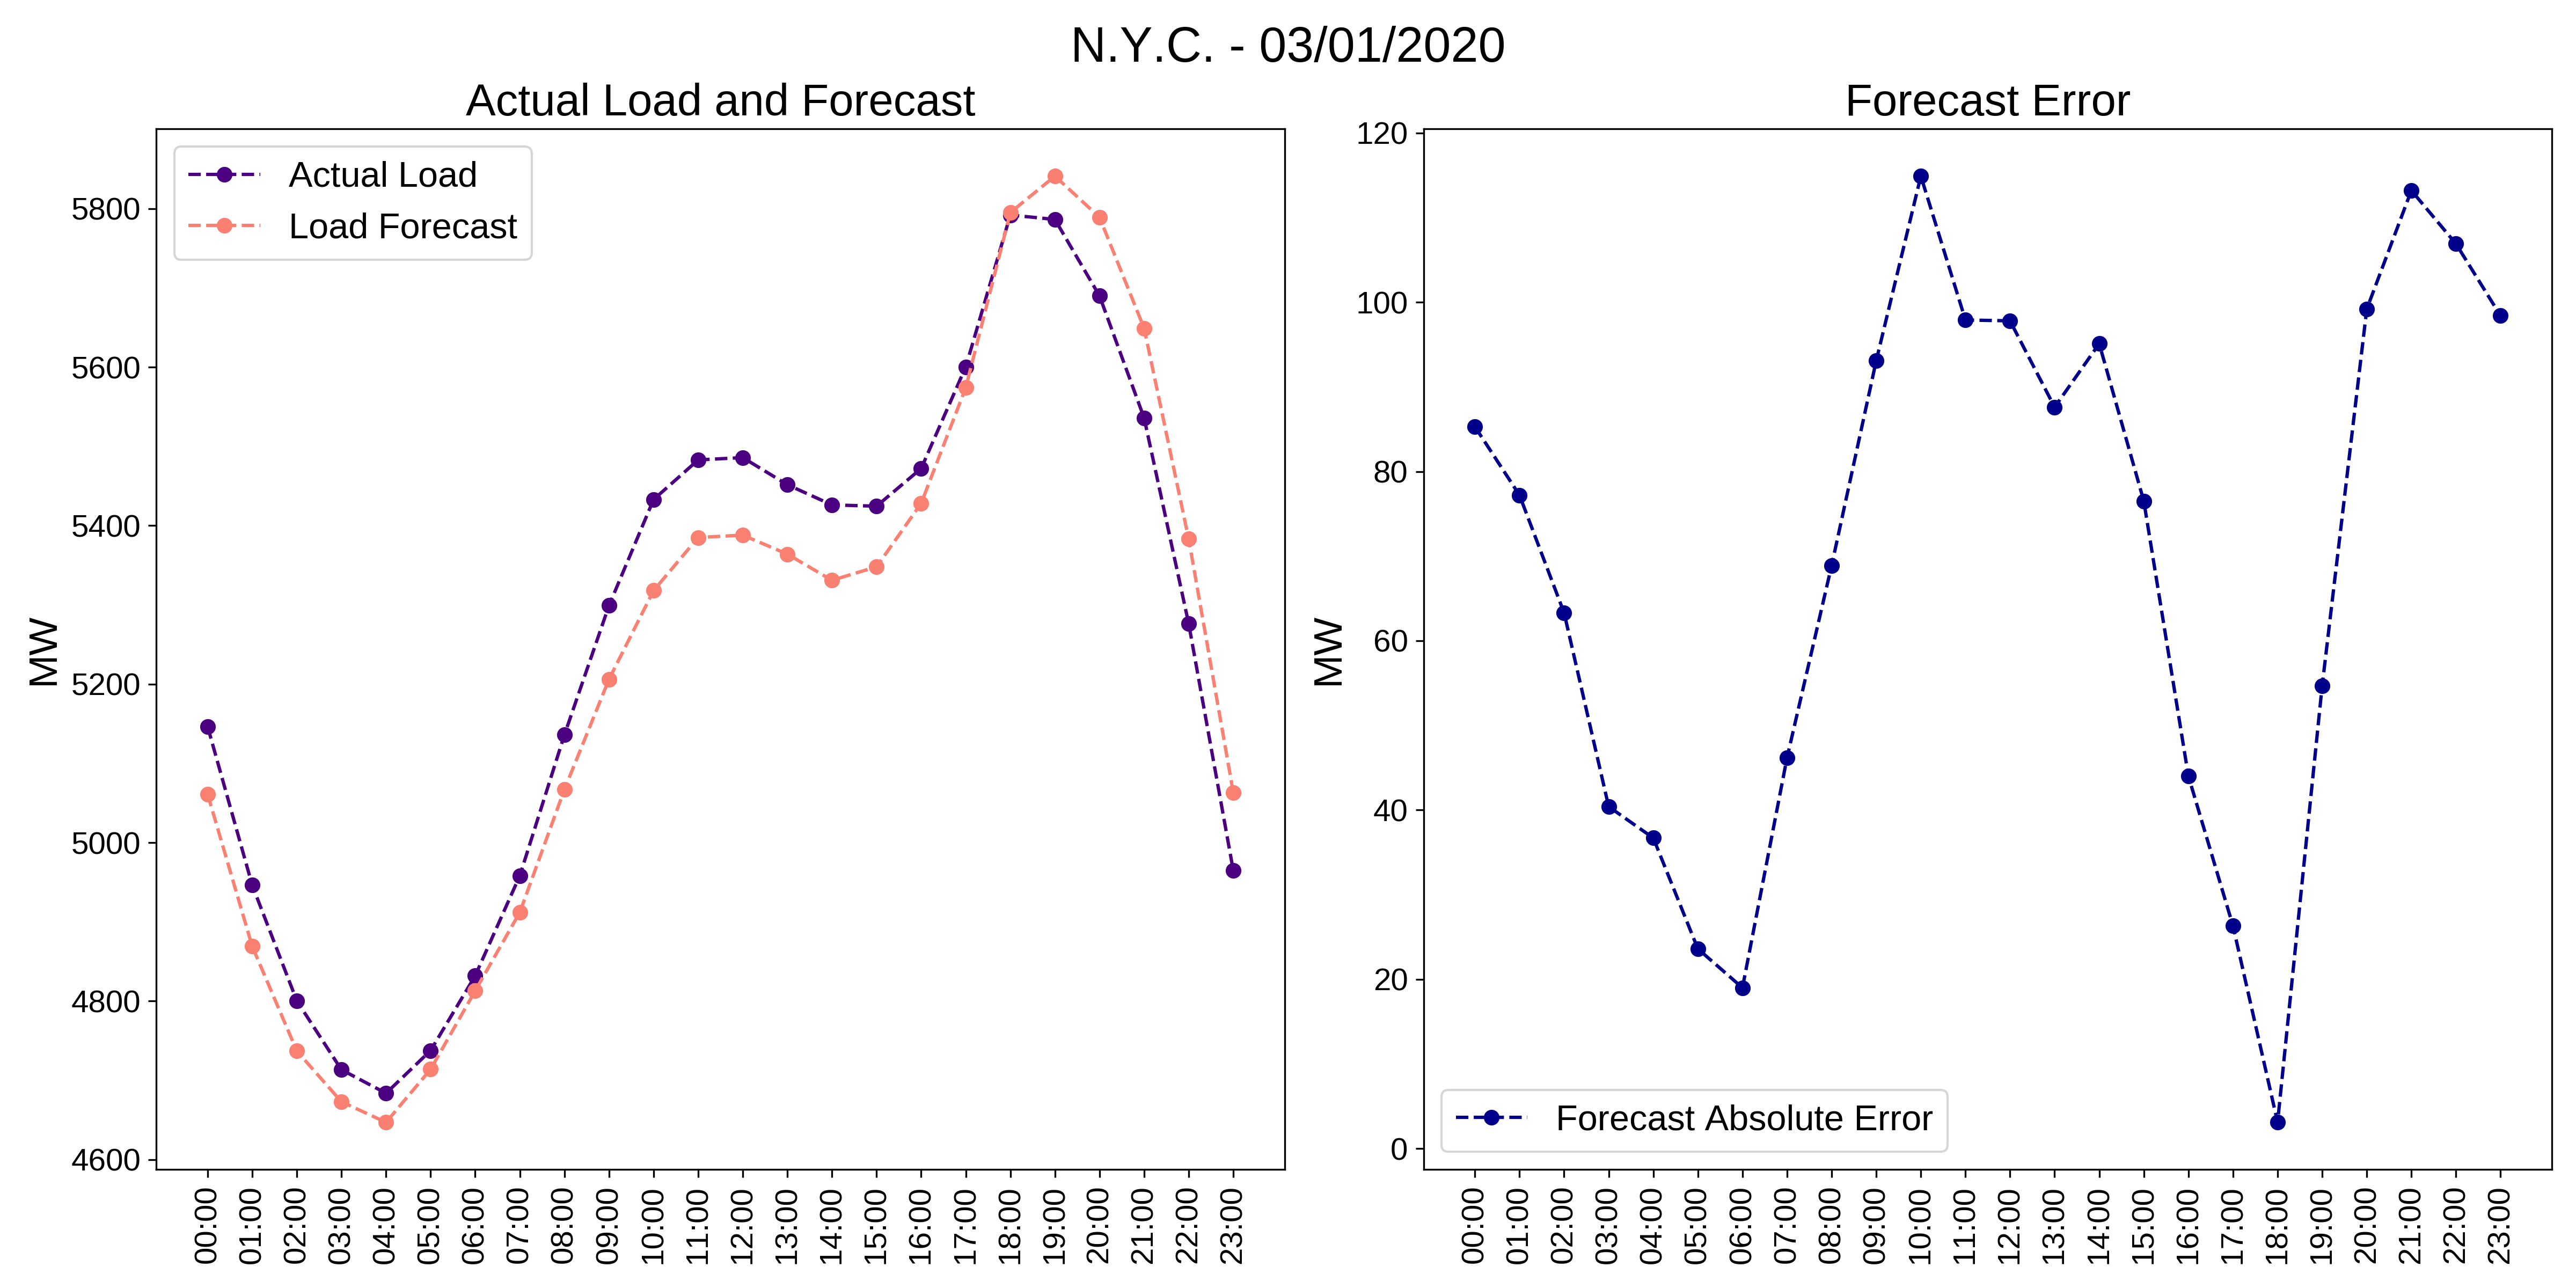 N.Y.C. - 03/01/2020
Actual Load and Forecast
Actual Load
Load Forecast
MW
5800
5600
5400
5200
5000
4800
4600
00:00 01:00 02:00 03:00 04:00 05:00 06:00 07:00 08:00 09:00 10:00 11:00 12:00 13:00 14:00 15:00 16:00 17:00 18:00 19:00 20:00 21:00 22:00 23:00
Forecast Error
MW
120
100
80
60
40
20
0
Forecast Absolute Error
00:00 01:00 02:00 03:00 04:00 05:00 06:00 07:00 08:00 09:00 10:00 11:00 12:00 13:00 14:00 15:00 16:00 17:00 18:00 19:00 20:00 21:00 22:00 23:00